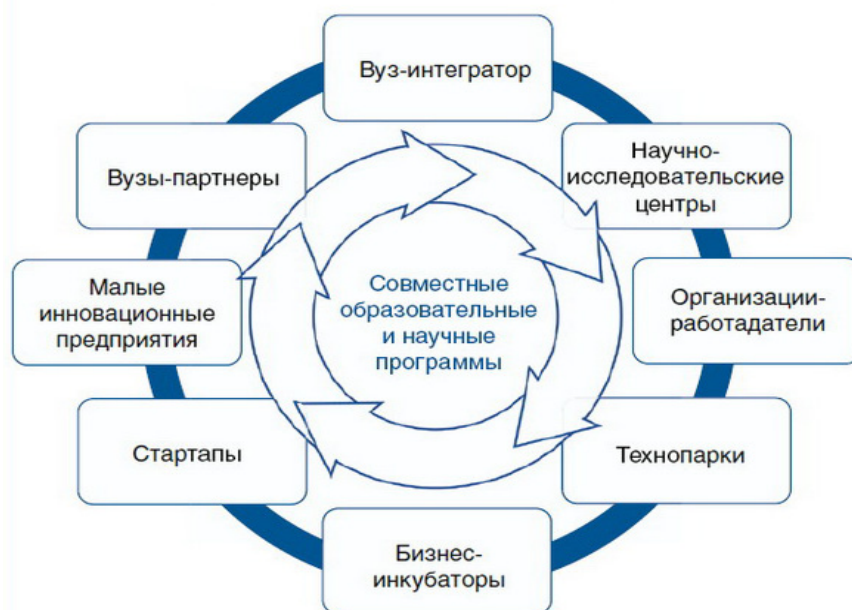 Вуз-интегратор
Научно-
исследовательские
центры
Организации-
работадатели
Технопарки
Бизнес-
инкубаторы
Стартапы
Малые
инновационные
предприятия
Вузы-партнеры
Совместные
образовательные
и научные
программы